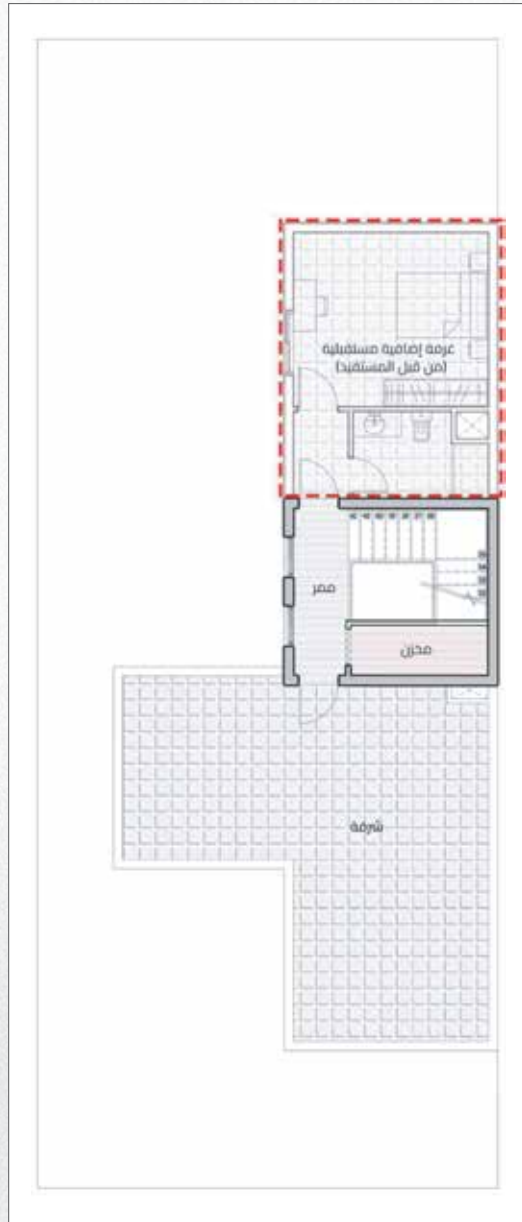 غرفة إضافية مستقبلية
(من قبل المستفيد)
ممر
مخزن
شرفة